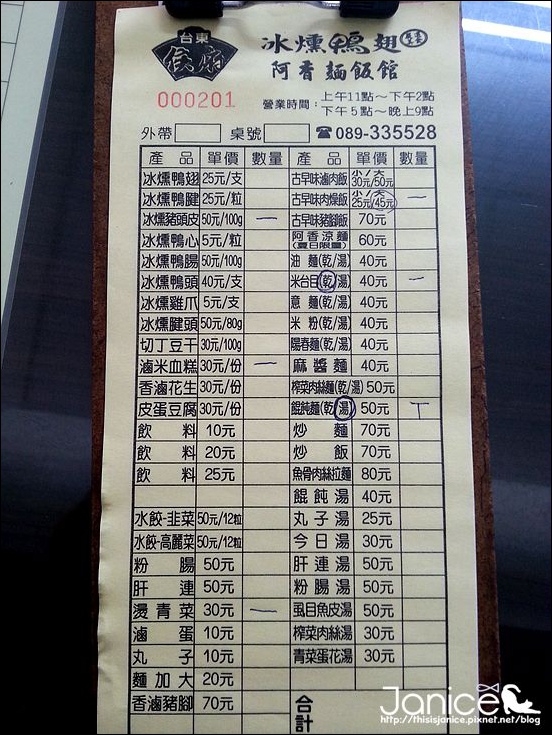 台東
侯府
冰燻鴨翅
阿香麵飯館
000201
營業時間：上午11點～下午2點
下午5點～晚上9點
外帶 桌號 ☎089-335528
產品 單價 數量 產品 單價 數量
冰燻鴨翅 25元/支 古早味滷肉飯 小/大 30元/50元
冰燻鴨腱 25元/粒 古早味肉燥飯 小/大 25元/45元 一
冰燻豬頭皮 50元/100g 一 古早味豬腳飯 70元
冰燻鴨心 5元/粒 阿香涼麵(夏日限量) 60元
冰燻鴨腸 50元/100g 油麵(乾/湯) 40元
冰燻鴨頭 40元/支 米台目(乾/湯) 40元 一
冰燻雞爪 5元/支 意麵(乾/湯) 40元
冰燻腱頭 50元/80g 米粉(乾/湯) 40元
切丁豆干 30元/100g 陽春麵(乾/湯) 40元
滷米血糕 30元/份 一 麻醬麵 40元
香滷花生 30元/份 榨菜肉絲麵(乾/湯) 50元
皮蛋豆腐 30元/份 餛飩麵(乾/湯) 50元 丅
飲料 10元 炒麵 70元
飲料 20元 炒飯 70元
飲料 25元 魚骨肉絲拉麵 80元
餛飩湯 40元
水餃-韭菜 50元/12粒 丸子湯 25元
水餃-高麗菜 50元/12粒 今日湯 30元
粉腸 50元 肝連湯 50元
肝連 50元 粉腸湯 50元
燙青菜 30元 一 虱目魚皮湯 50元
滷蛋 10元 榨菜肉絲湯 30元
丸子 10元 青菜蛋花湯 30元
麵加大 20元
香滷豬腳 70元 合計
Janice
http://thisisjanice.pixnet.net/blog